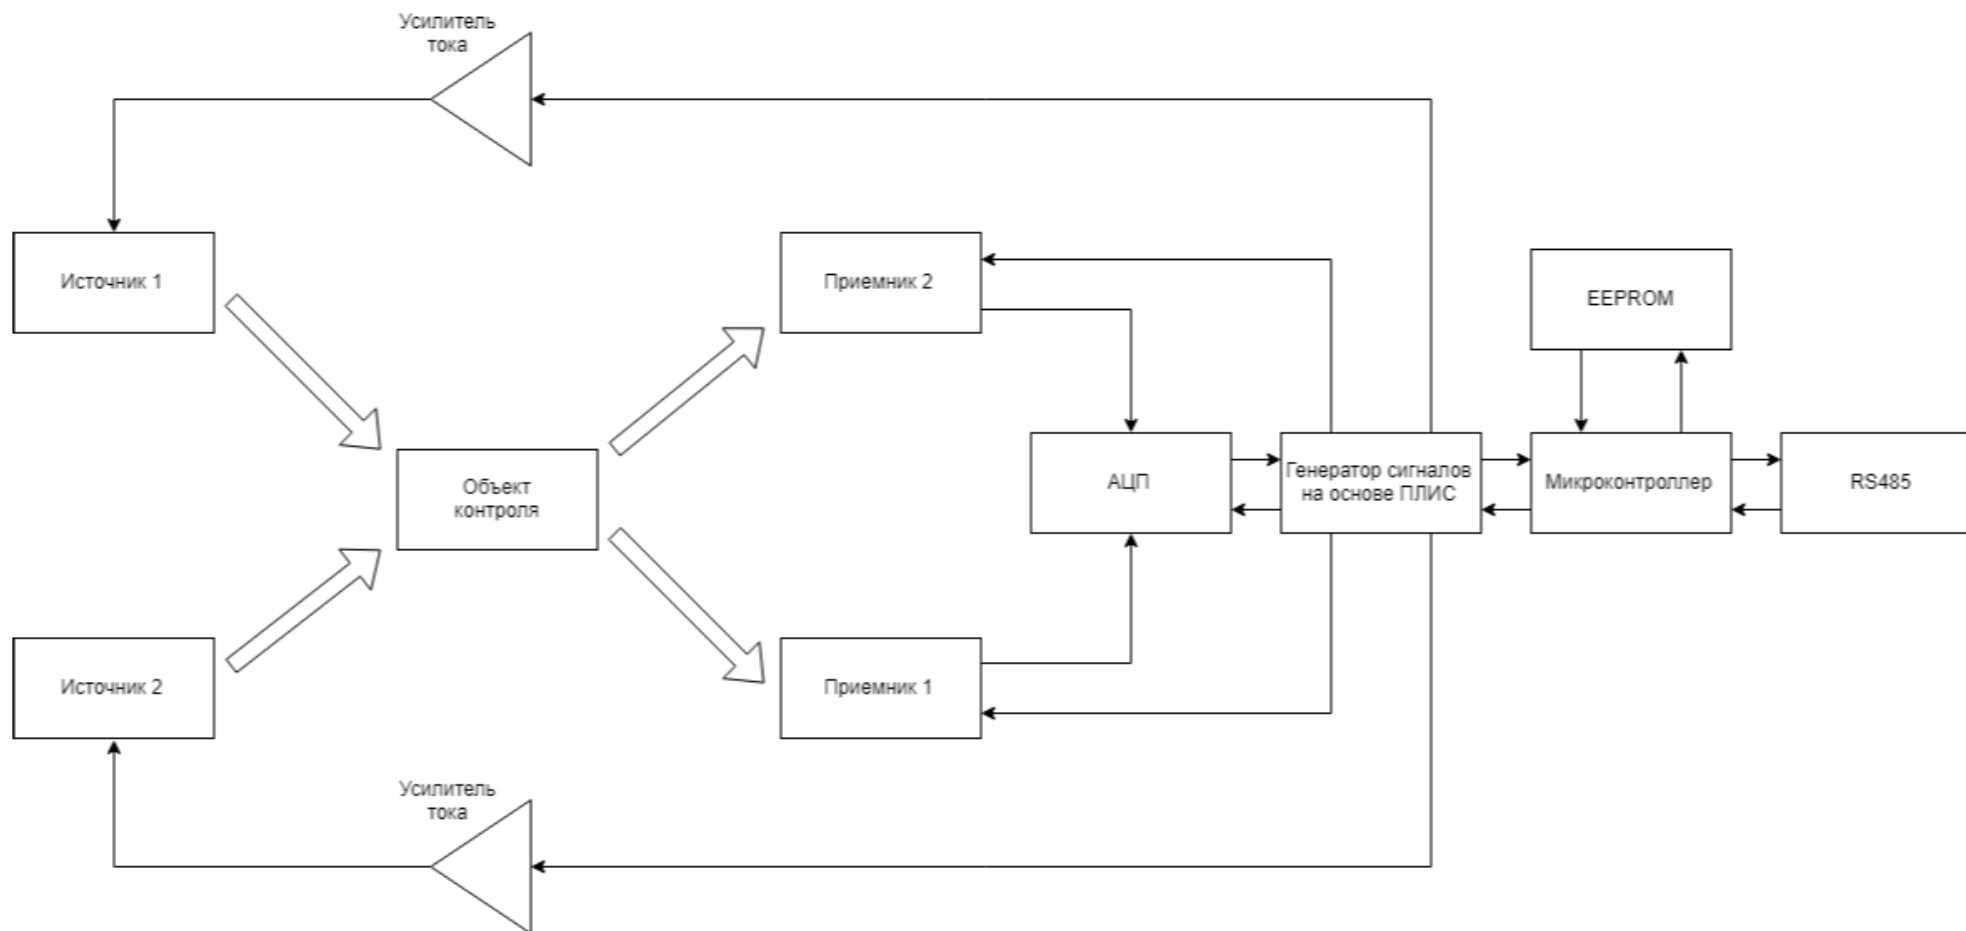 Усилитель
тока
Источник 1
Приемник 2
EEPROM
Объект
контроля
АЦП
Генератор сигналов
на основе ПЛИС
Микроконтроллер
RS485
Источник 2
Приемник 1
Усилитель
тока